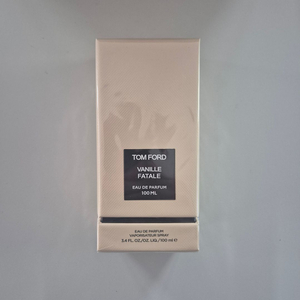 TOM FORD
VANILLE
FATALE
EAU DE PARFUM
100 ML
EAU DE PARFUM
VAPORISATEUR SPRAY
3.4 FL.OZ/OZ. LIQ./100 ml ℮